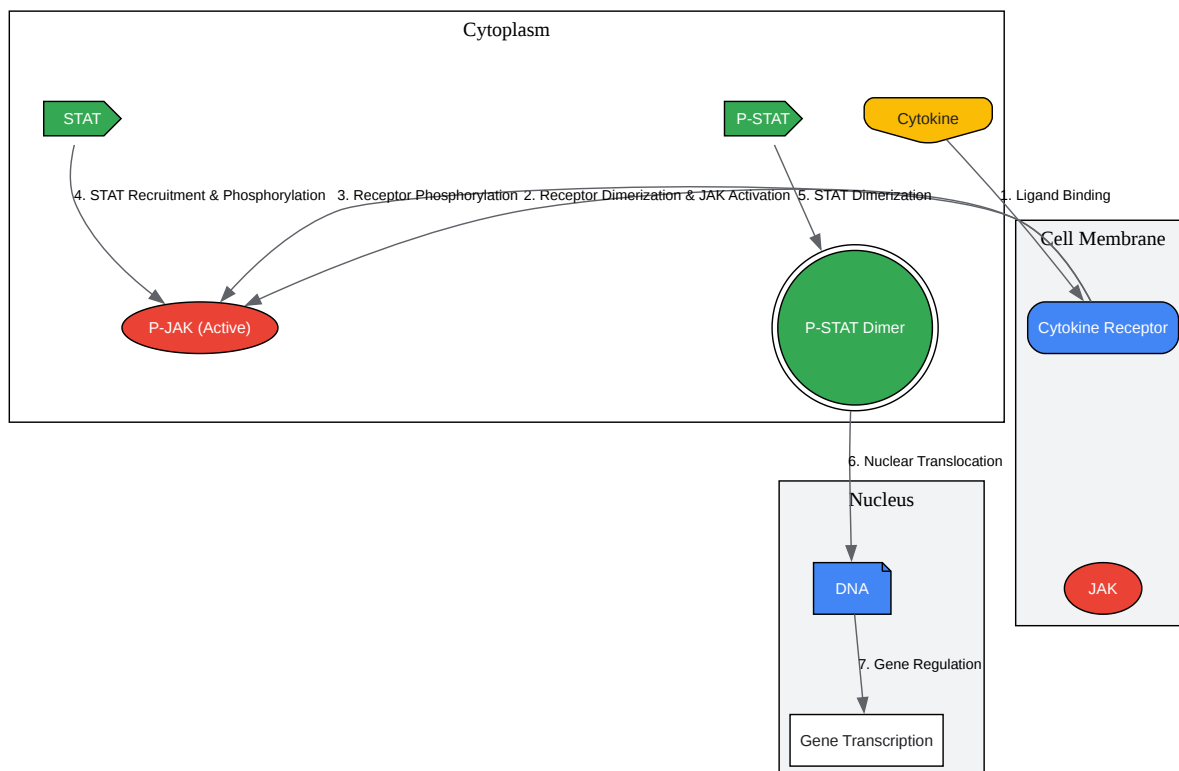 Cytoplasm
STAT
P-STAT
Cytokine
4. STAT Recruitment & Phosphorylation
3. Receptor Phosphorylation
2. Receptor Dimerization & JAK Activation
5. STAT Dimerization
1. Ligand Binding
Cell Membrane
P-JAK (Active)
P-STAT Dimer
Cytokine Receptor
6. Nuclear Translocation
Nucleus
DNA
JAK
7. Gene Regulation
Gene Transcription